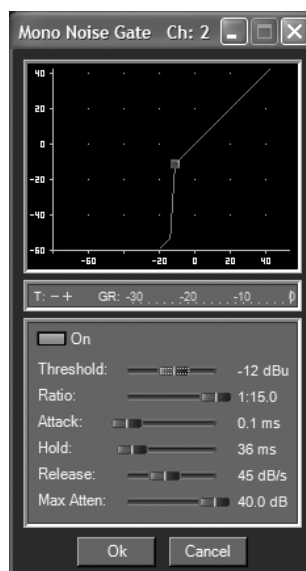 Mono Noise Gate Ch: 2
40
20
0
-20
-40
-60
-60 -40 -20 0 20 40
T: - + GR: -30 -20 -10 0
On
Threshold: -12 dBu
Ratio: 1:15.0
Attack: 0.1 ms
Hold: 36 ms
Release: 45 dB/s
Max Atten: 40.0 dB
Ok Cancel